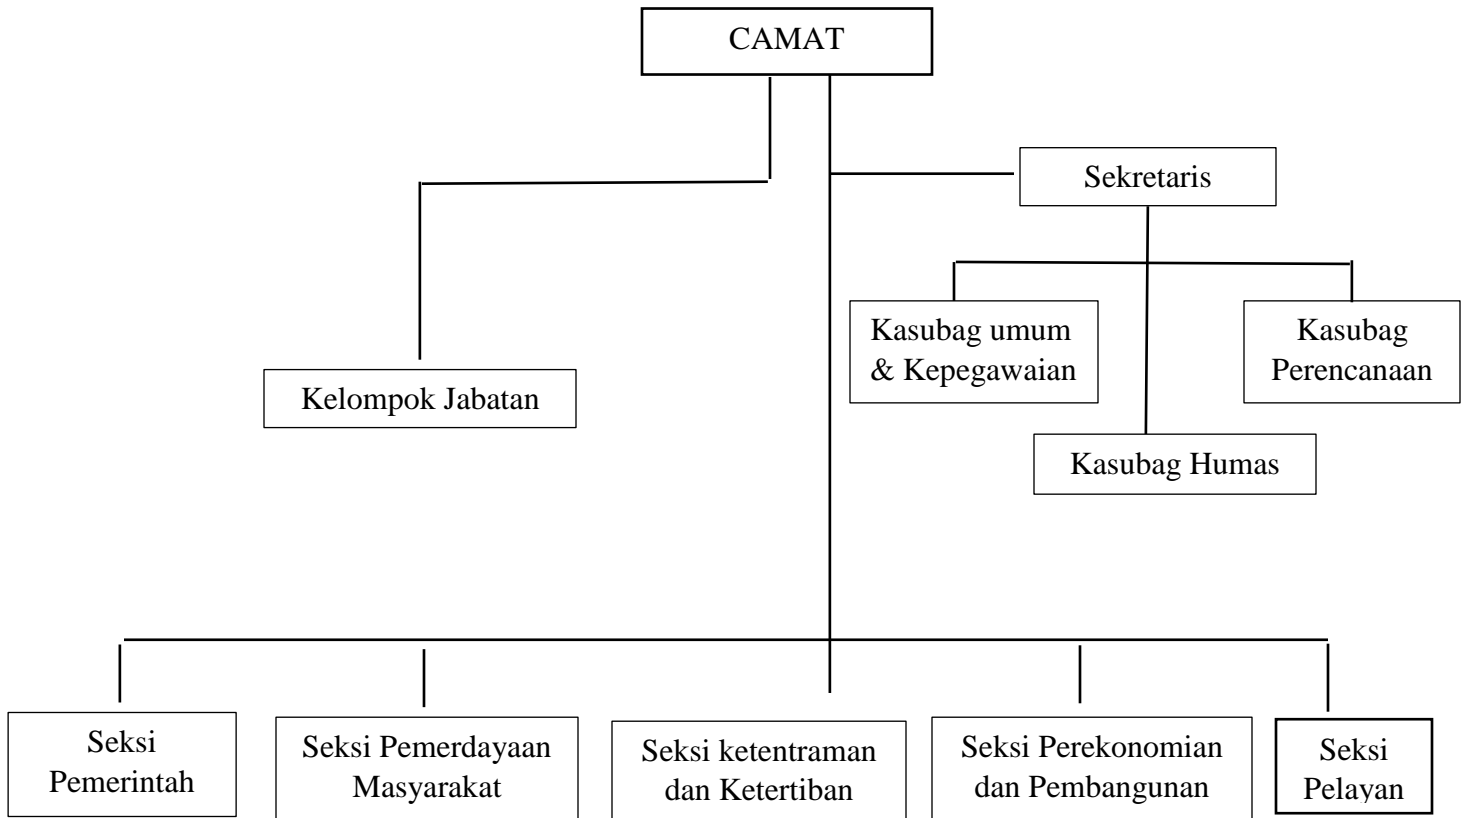 CAMAT
Sekretaris
Kasubag umum
& Kepegawaian
Kasubag
Perencanaan
Kelompok Jabatan
Kasubag Humas
Seksi
Pemerintah
Seksi Pemerdayaan
Masyarakat
Seksi ketentraman
dan Ketertiban
Seksi Perekonomian
dan Pembangunan
Seksi
Pelayan